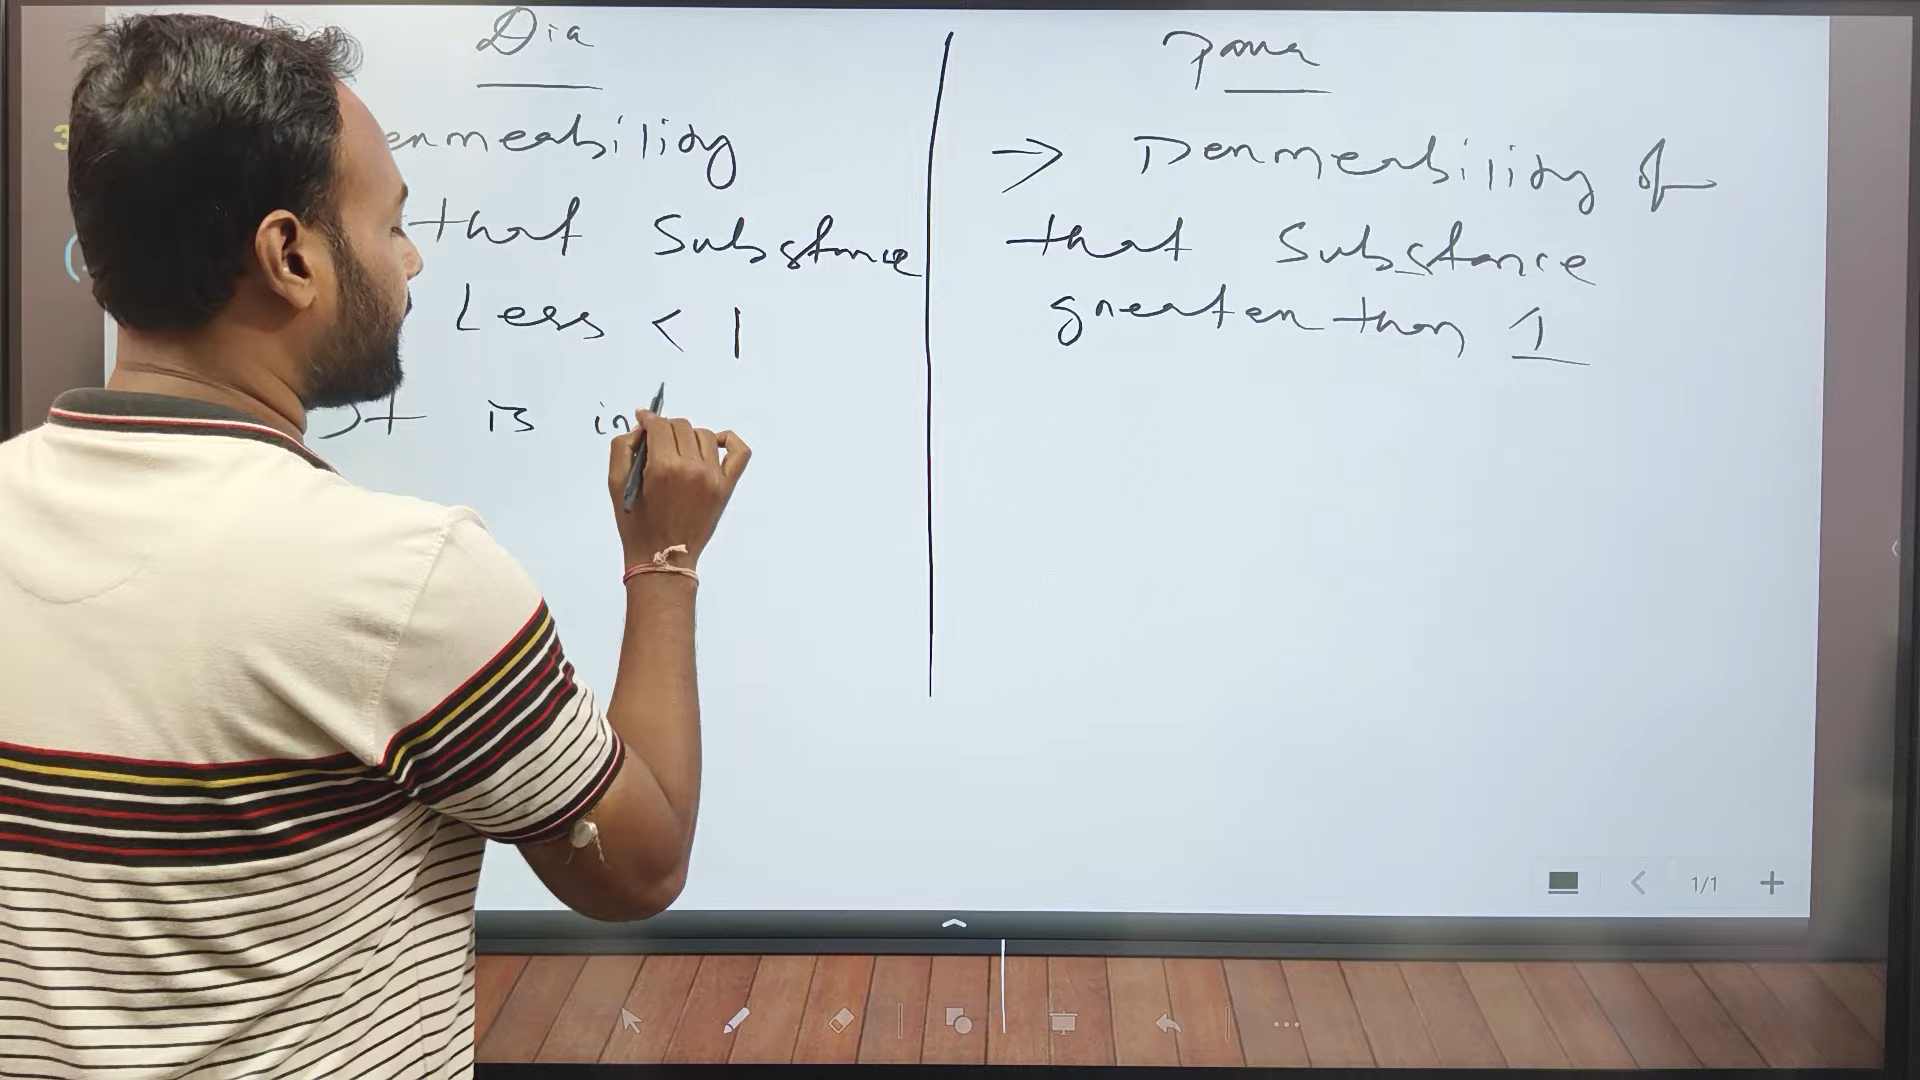 Dia
enmeability
that Substance
Less < 1
It is in
Para
→ Permeability of
that Substance
greater than 1
1/1